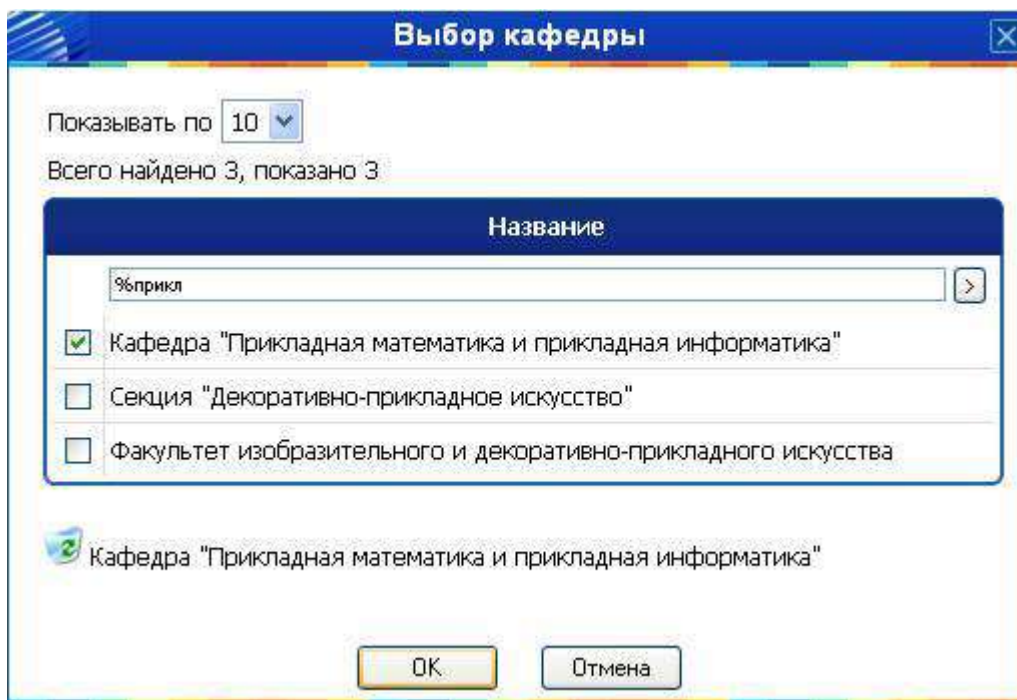 Выбор кафедры
Показывать по 10
Всего найдено 3, показано 3
Название
%прикл
>
Кафедра "Прикладная математика и прикладная информатика"
Секция "Декоративно-прикладное искусство"
Факультет изобразительного и декоративно-прикладного искусства
Кафедра "Прикладная математика и прикладная информатика"
OK Отмена